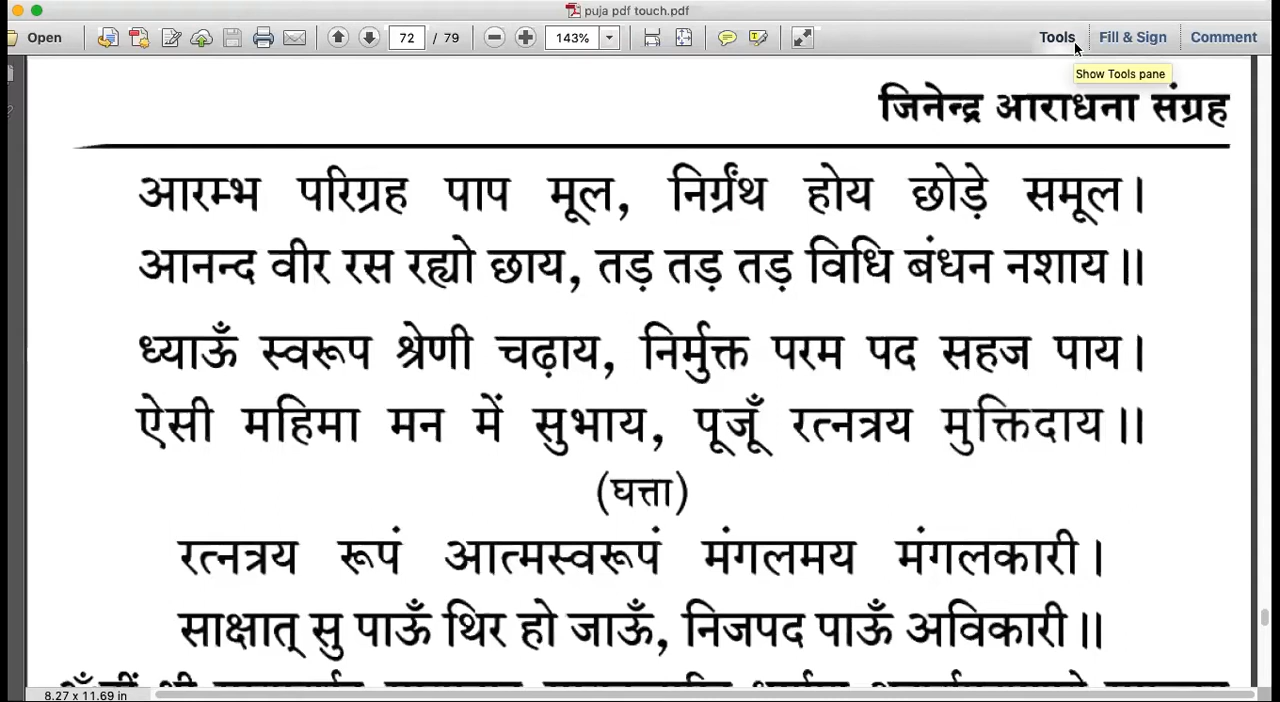 puja pdf touch.pdf
Open 72 / 79 143% Tools Fill & Sign Comment
Show Tools pane
जिनेन्द्र आराधना संग्रह
आरम्भ परिग्रह पाप मूल, निर्ग्रंथ होय छोड़े समूल।
आनन्द वीर रस रह्यो छाय, तड़ तड़ तड़ विधि बंधन नशाय॥
ध्याऊँ स्वरूप श्रेणी चढ़ाय, निर्मुक्त परम पद सहज पाय।
ऐसी महिमा मन में सुभाय, पूजूँ रत्नत्रय मुक्तिदाय॥
(घत्ता)
रत्नत्रय रूपं आत्मस्वरूपं मंगलमय मंगलकारी।
साक्षात् सु पाऊँ थिर हो जाऊँ, निजपद पाऊँ अविकारी॥
8.27 x 11.69 in